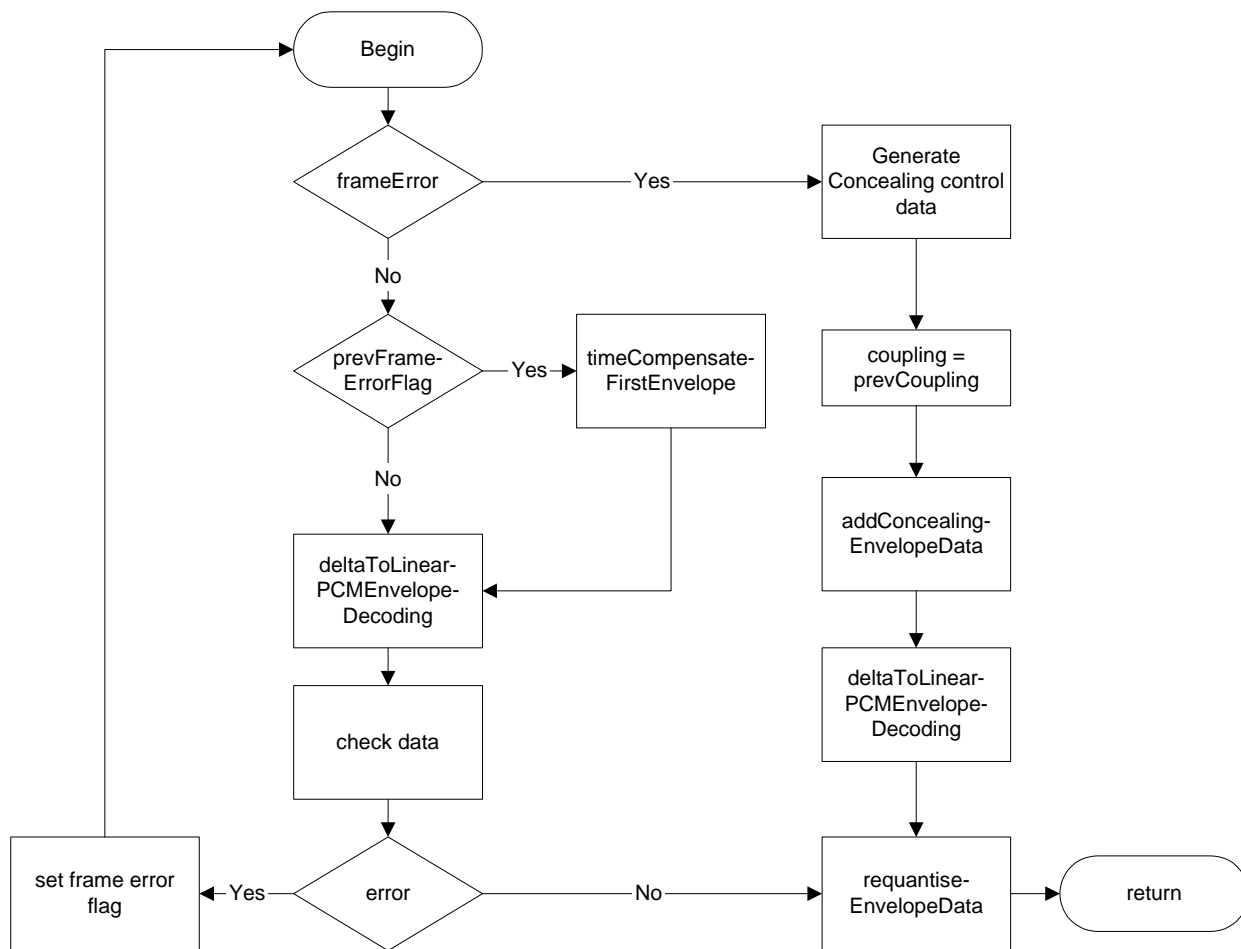 Begin
frameError
Yes
Generate
Concealing control
data
No
prevFrame-
ErrorFlag
Yes
timeCompensate-
FirstEnvelope
coupling =
prevCoupling
No
deltaToLinear-
PCMEnvelope-
Decoding
addConcealing-
EnvelopeData
check data
deltaToLinear-
PCMEnvelope-
Decoding
set frame error
flag
Yes
error
No
requantise-
EnvelopeData
return